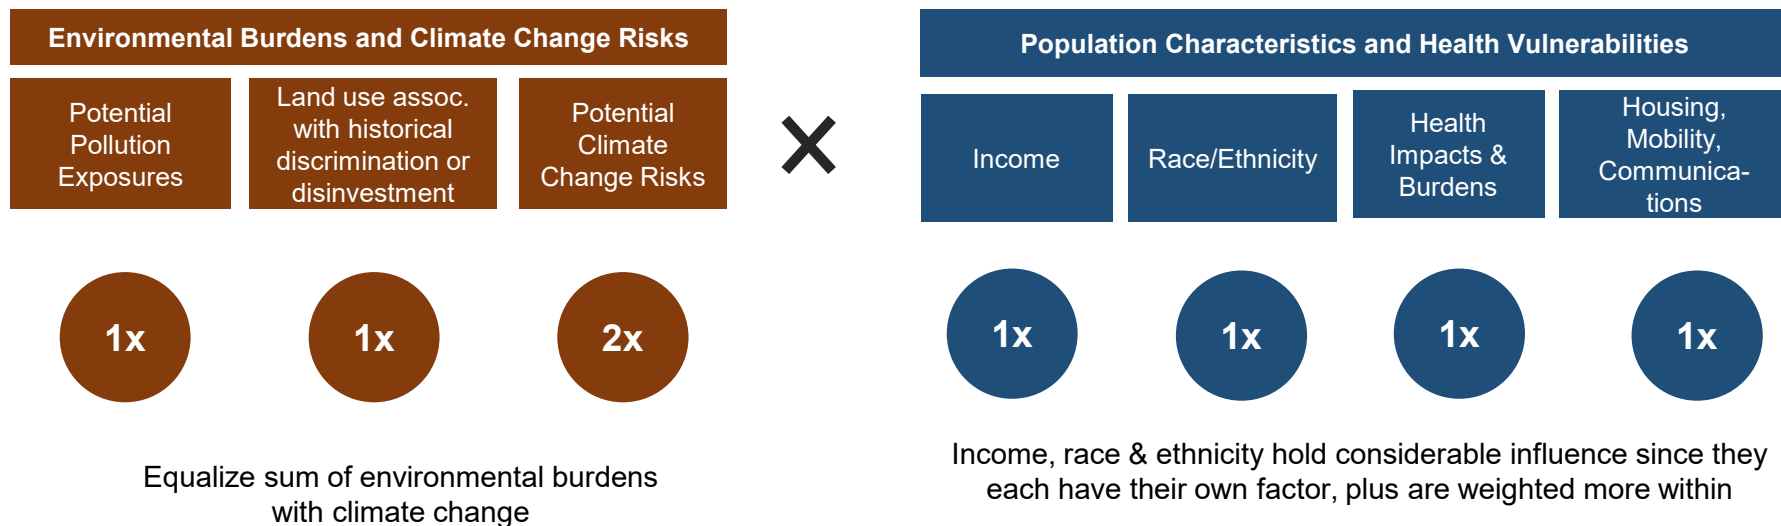 Environmental Burdens and Climate Change Risks
Potential
Pollution
Exposures
Land use assoc.
with historical
discrimination or
disinvestment
Potential
Climate
Change Risks
Population Characteristics and Health Vulnerabilities
Income
Race/Ethnicity
Health
Impacts &
Burdens
Housing,
Mobility,
Communica-
tions
1x
1x
2x
1x
1x
1x
1x
Equalize sum of environmental burdens
with climate change
Income, race & ethnicity hold considerable influence since they
each have their own factor, plus are weighted more within